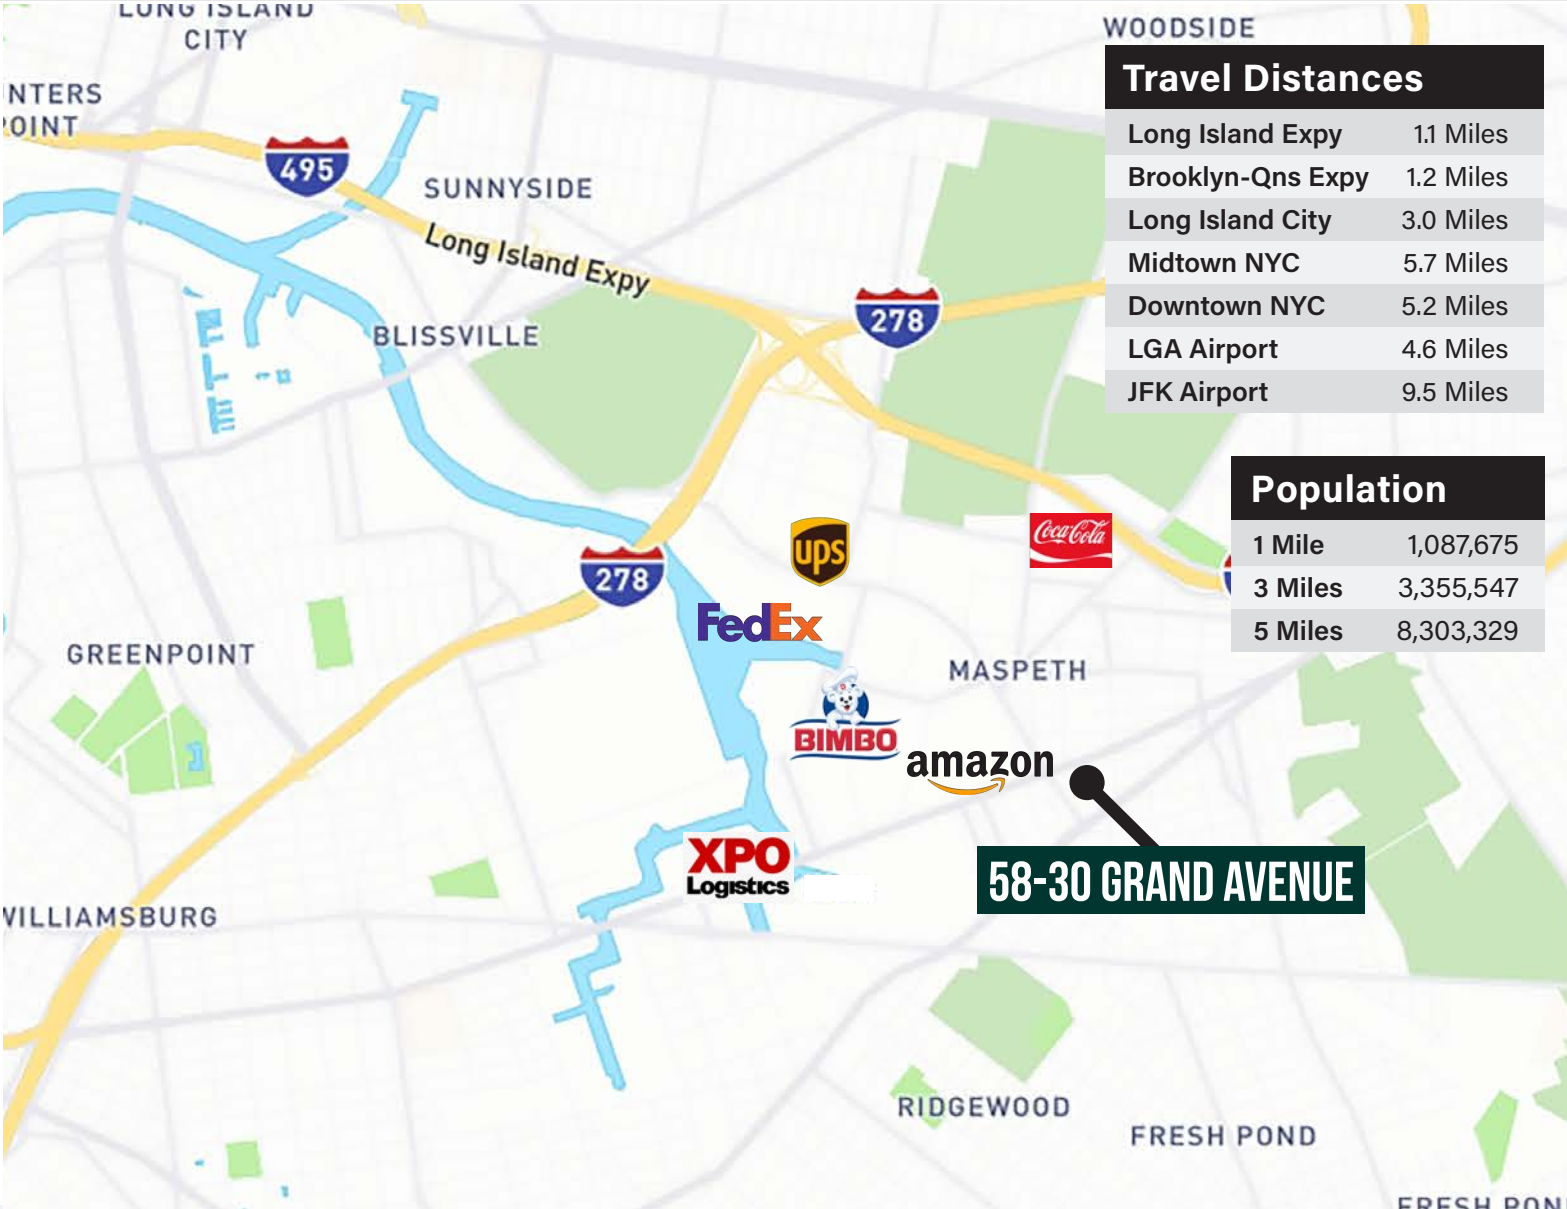 LONG ISLAND
CITY
WOODSIDE
Travel Distances
Long Island Expy 1.1 Miles
Brooklyn-Qns Expy 1.2 Miles
Long Island City 3.0 Miles
Midtown NYC 5.7 Miles
Downtown NYC 5.2 Miles
LGA Airport 4.6 Miles
JFK Airport 9.5 Miles
NTERS
POINT
495
SUNNYSIDE
Long Island Expy
278
BLISSVILLE
Population
1 Mile 1,087,675
3 Miles 3,355,547
5 Miles 8,303,329
ups
Coca-Cola
278
FedEx
GREENPOINT
MASPETH
BIMBO
amazon
XPO
Logistics
58-30 GRAND AVENUE
WILLIAMSBURG
RIDGEWOOD
FRESH POND
FRESH PON